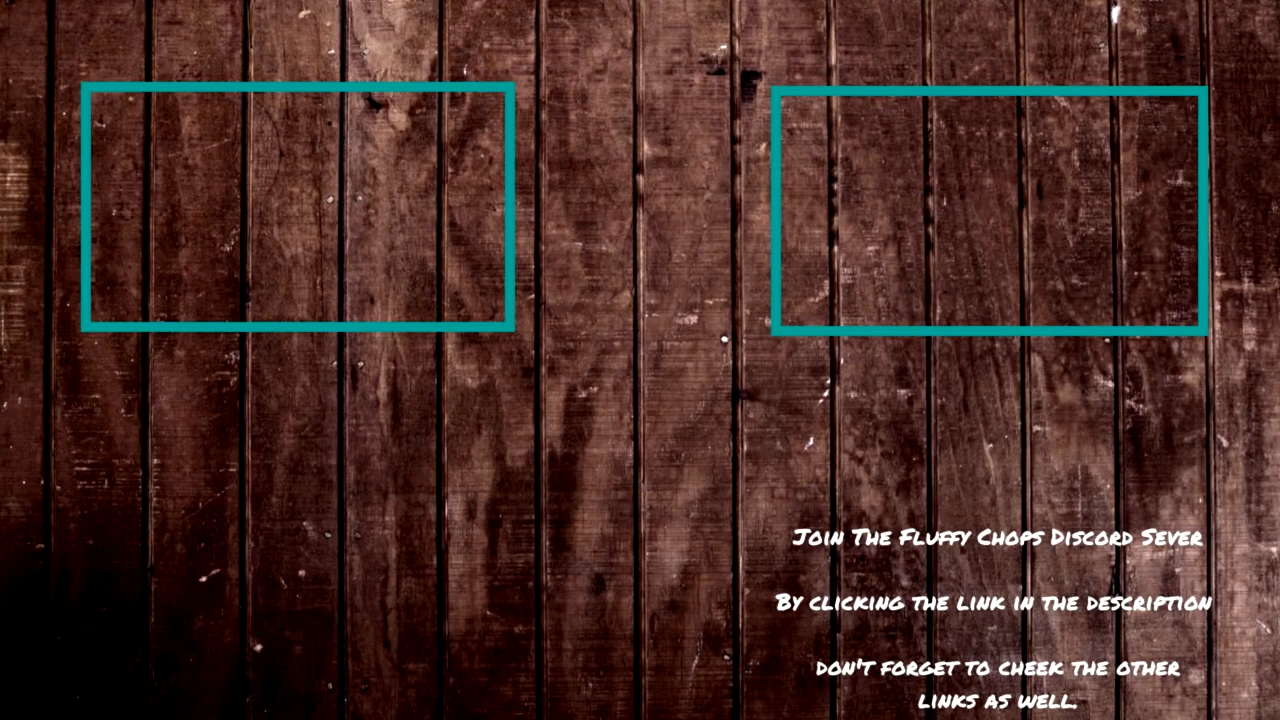 Join The Fluffy Chops Discord Sever
By clicking the link in the description
don't forget to cheek the other
links as well.